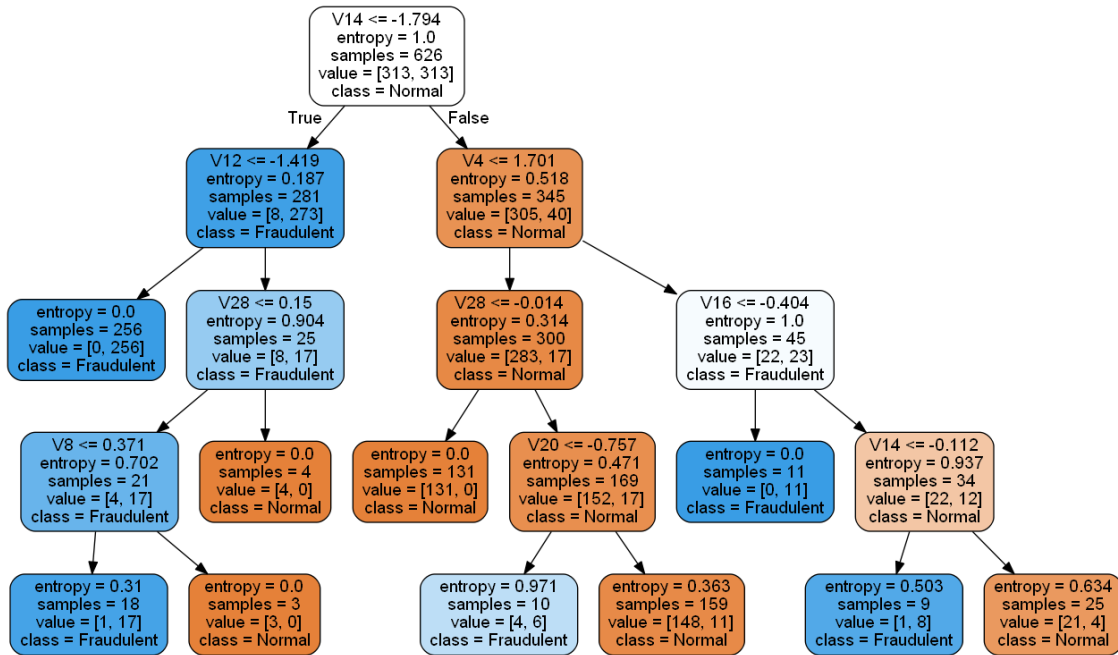 V14 <= -1.794
entropy = 1.0
samples = 626
value = [313, 313]
class = Normal
True
False
V12 <= -1.419
entropy = 0.187
samples = 281
value = [8, 273]
class = Fraudulent
V4 <= 1.701
entropy = 0.518
samples = 345
value = [305, 40]
class = Normal
entropy = 0.0
samples = 256
value = [0, 256]
class = Fraudulent
V28 <= 0.15
entropy = 0.904
samples = 25
value = [8, 17]
class = Fraudulent
V28 <= -0.014
entropy = 0.314
samples = 300
value = [283, 17]
class = Normal
V16 <= -0.404
entropy = 1.0
samples = 45
value = [22, 23]
class = Fraudulent
V8 <= 0.371
entropy = 0.702
samples = 21
value = [4, 17]
class = Fraudulent
entropy = 0.0
samples = 4
value = [4, 0]
class = Normal
entropy = 0.0
samples = 131
value = [131, 0]
class = Normal
V20 <= -0.757
entropy = 0.471
samples = 169
value = [152, 17]
class = Normal
entropy = 0.0
samples = 11
value = [0, 11]
class = Fraudulent
V14 <= -0.112
entropy = 0.937
samples = 34
value = [22, 12]
class = Normal
entropy = 0.31
samples = 18
value = [1, 17]
class = Fraudulent
entropy = 0.0
samples = 3
value = [3, 0]
class = Normal
entropy = 0.971
samples = 10
value = [4, 6]
class = Fraudulent
entropy = 0.363
samples = 159
value = [148, 11]
class = Normal
entropy = 0.503
samples = 9
value = [1, 8]
class = Fraudulent
entropy = 0.634
samples = 25
value = [21, 4]
class = Normal